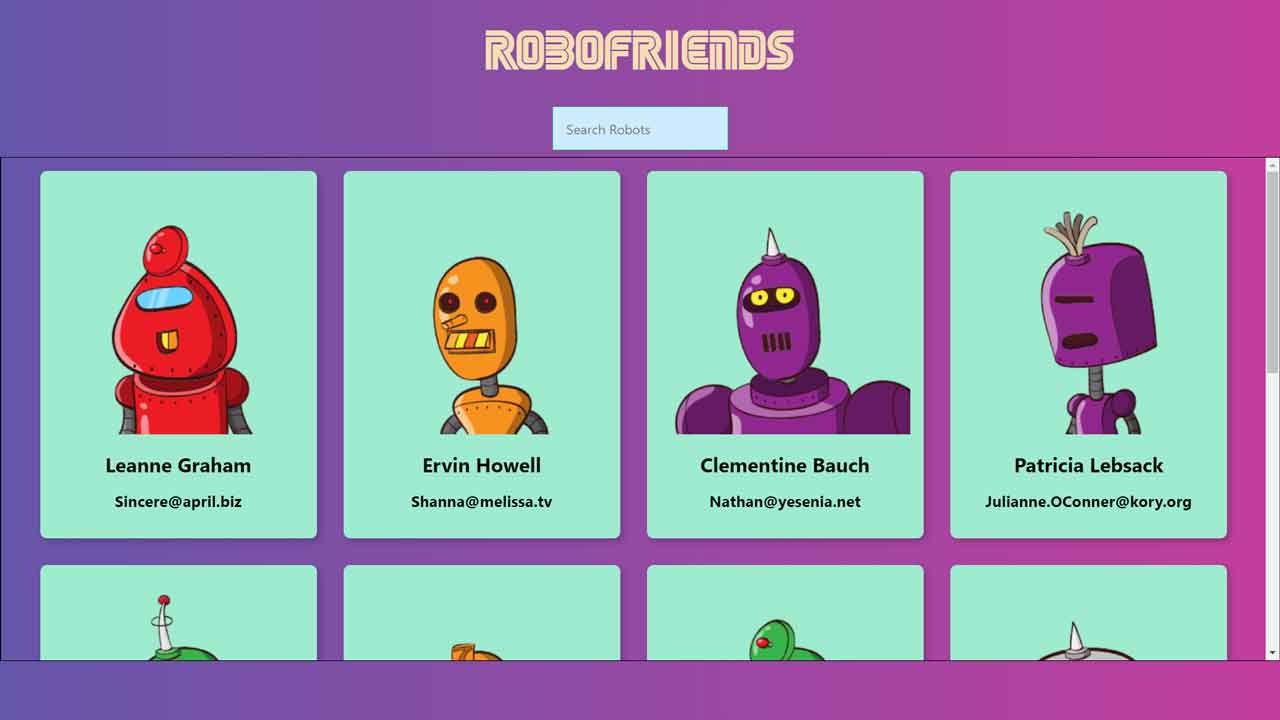 ROBOFRIENDS
Search Robots
Leanne Graham
Sincere@april.biz
Ervin Howell
Shanna@melissa.tv
Clementine Bauch
Nathan@yesenia.net
Patricia Lebsack
Julianne.OConner@kory.org